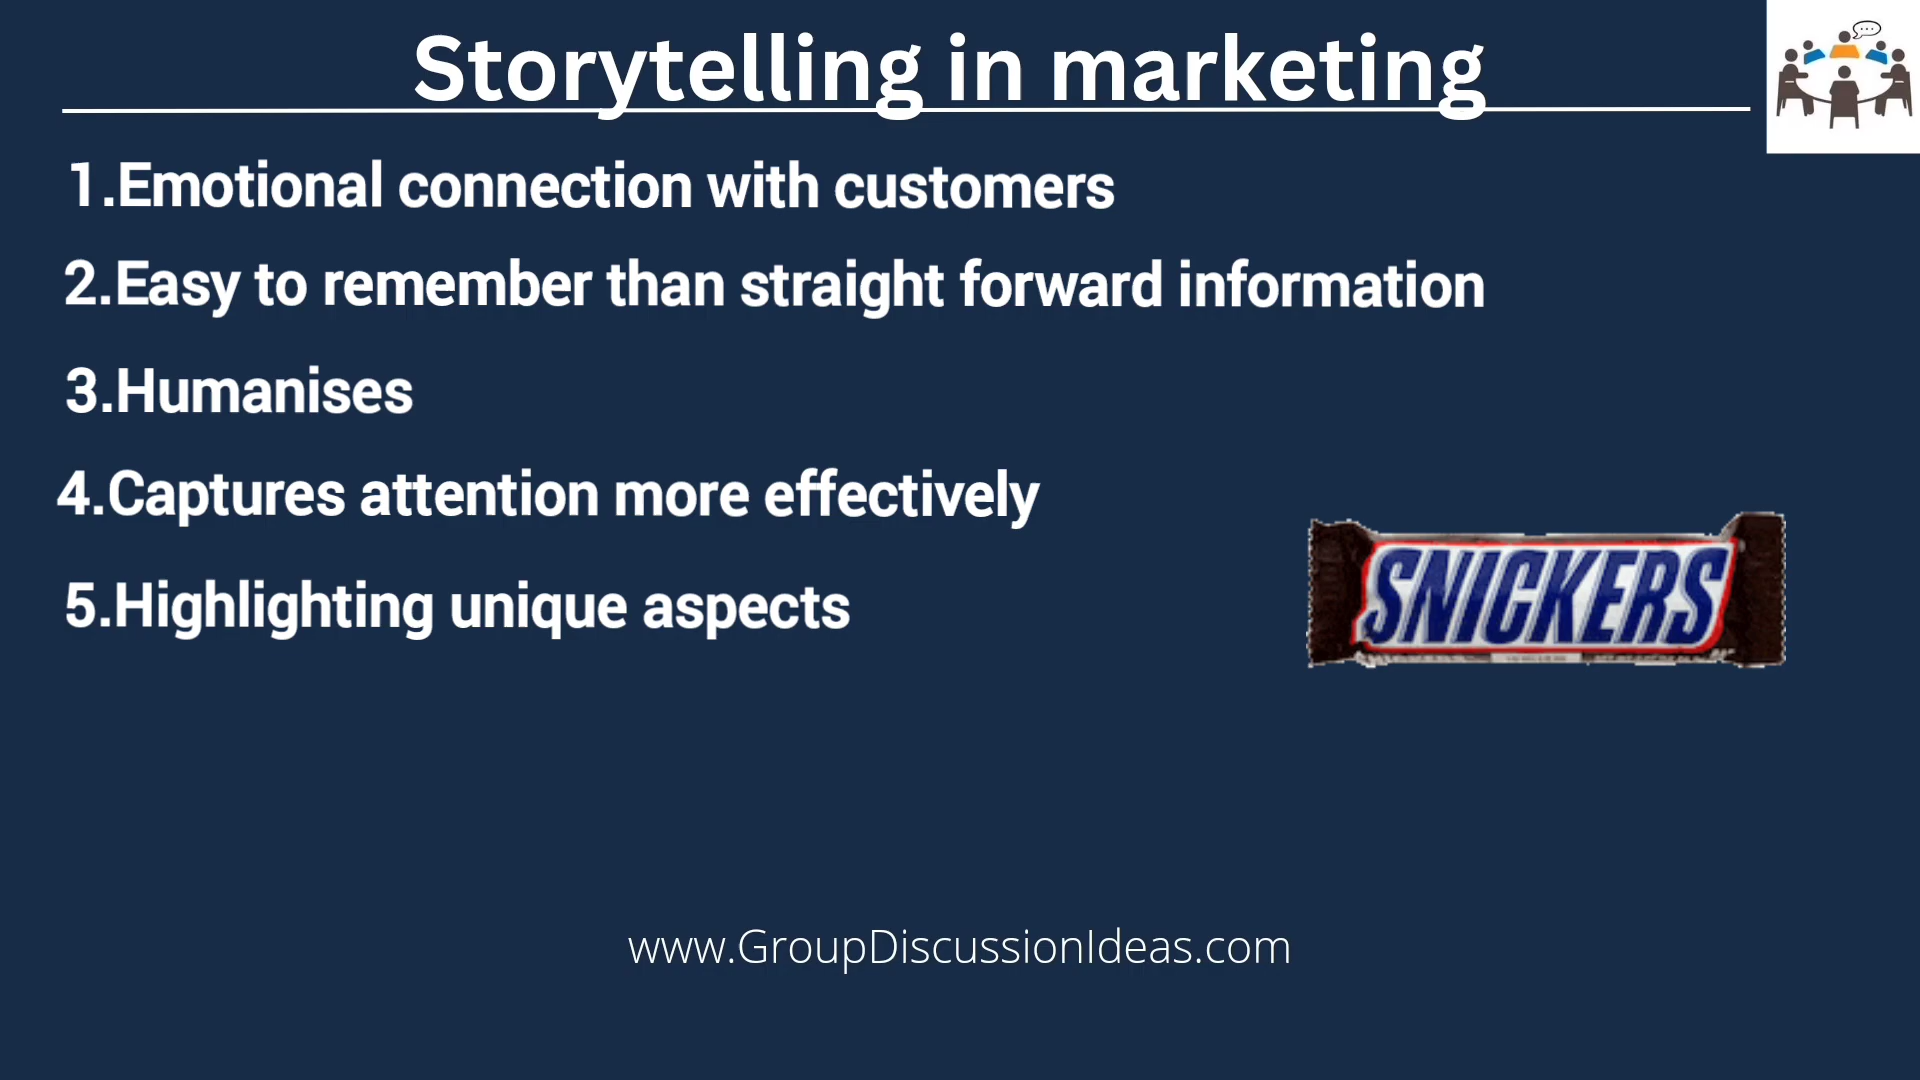 Storytelling in marketing
1.Emotional connection with customers
2.Easy to remember than straight forward information
3.Humanises
4.Captures attention more effectively
5.Highlighting unique aspects
SNICKERS
www.GroupDiscussionIdeas.com